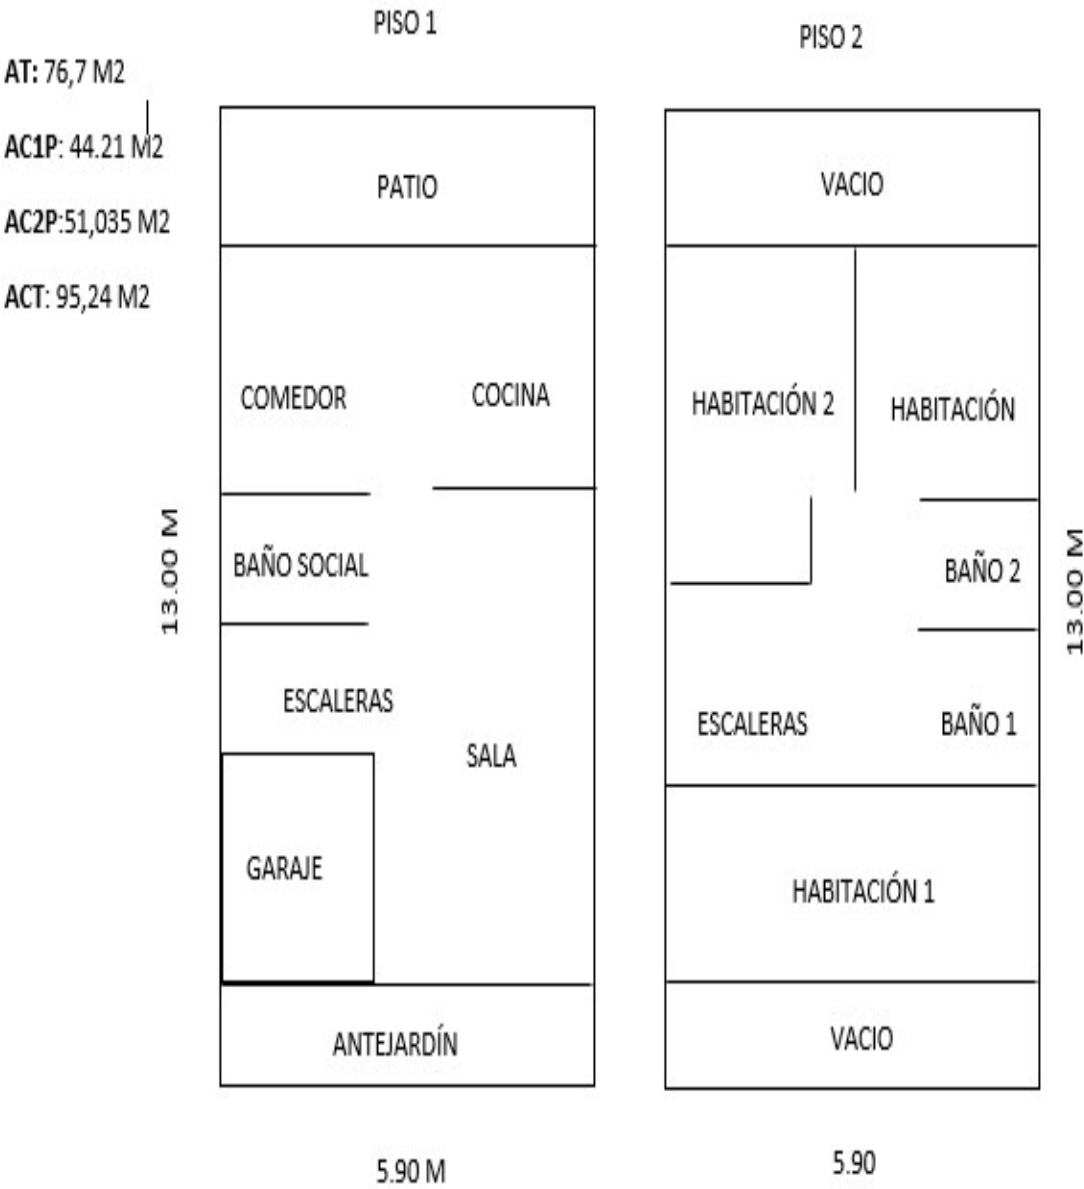 PISO 1
PISO 2
AT: 76,7 M2
AC1P: 44.21 M2
AC2P:51,035 M2
ACT: 95,24 M2
PATIO
COMEDOR
COCINA
BAÑO SOCIAL
ESCALERAS
SALA
GARAJE
ANTEJARDÍN
13.00 M
5.90 M
VACIO
HABITACIÓN 2
HABITACIÓN
BAÑO 2
ESCALERAS
BAÑO 1
HABITACIÓN 1
VACIO
13.00 M
5.90